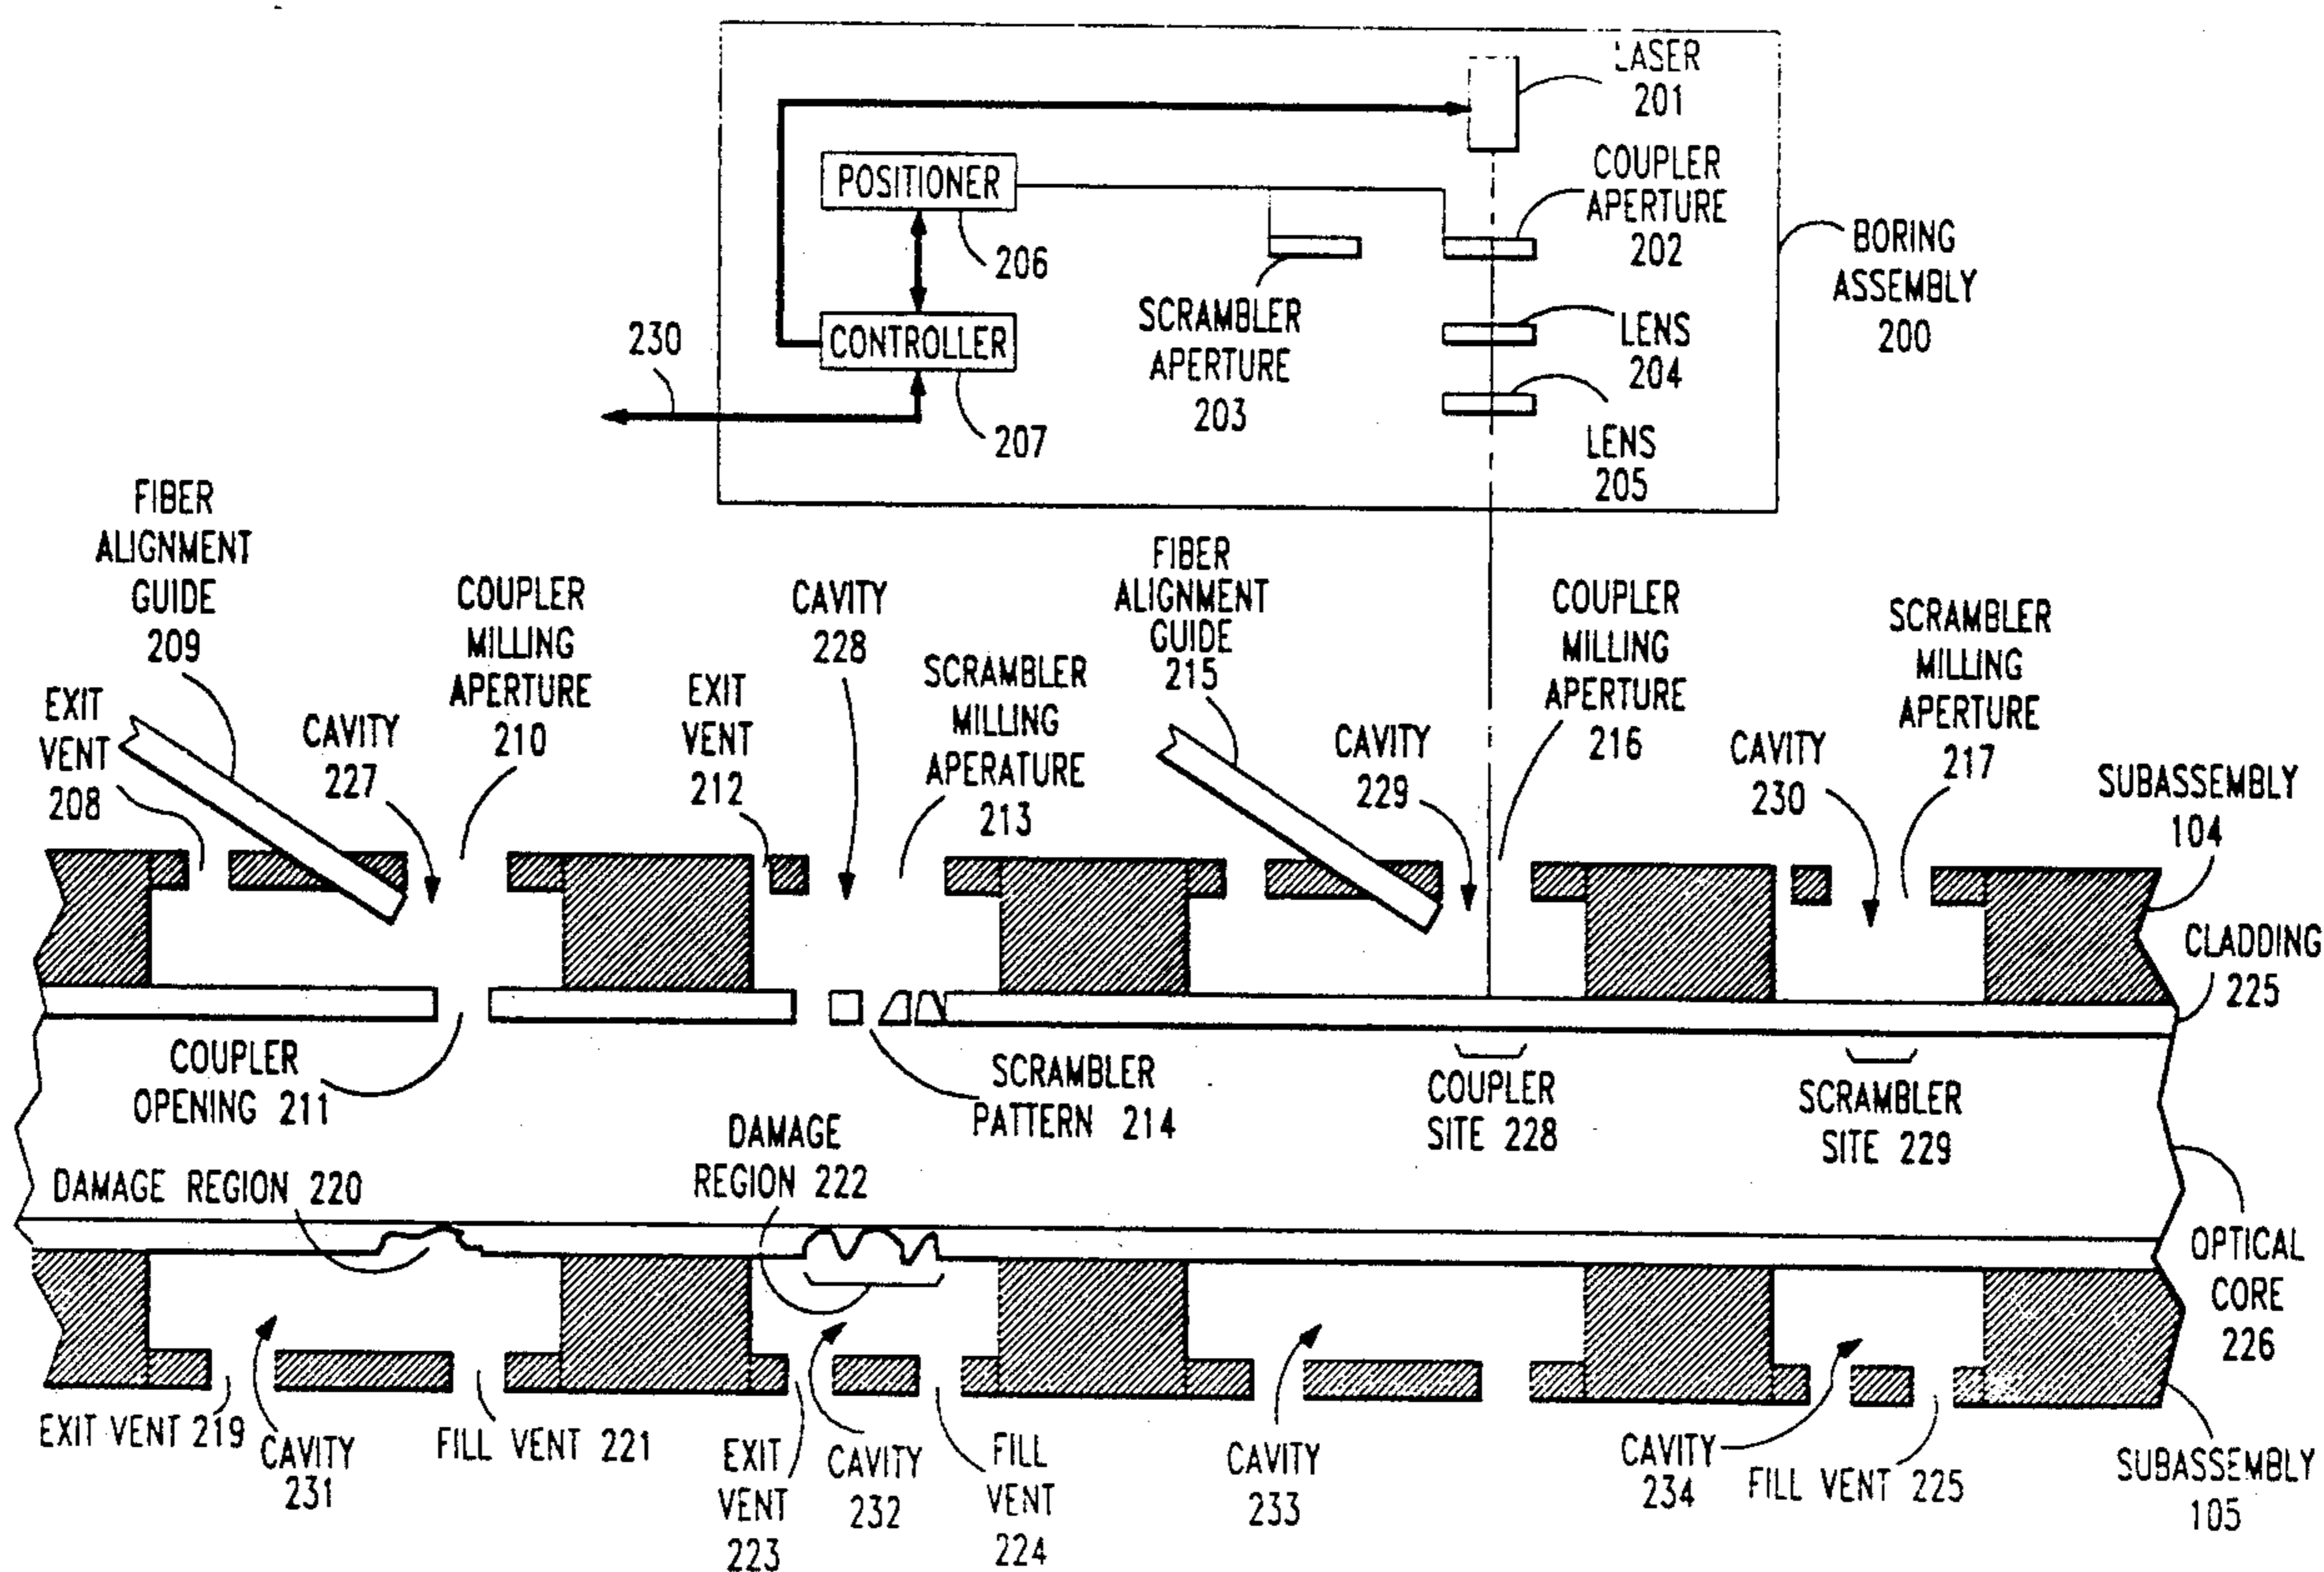 LASER
201
COUPLER
APERTURE
202
POSITIONER
206
BORING
ASSEMBLY
200
SCRAMBLER
APERTURE
203
LENS
204
CONTROLLER
230
207
LENS
205
FIBER
ALIGNMENT
GUIDE
209
EXIT
VENT
208
CAVITY
227
COUPLER
MILLING
APERTURE
210
EXIT
VENT
212
CAVITY
228
SCRAMBLER
MILLING
APERATURE
213
FIBER
ALIGNMENT
GUIDE
215
CAVITY
229
COUPLER
MILLING
APERTURE
216
CAVITY
230
SCRAMBLER
MILLING
APERTURE
217
SUBASSEMBLY
104
CLADDING
225
COUPLER
OPENING 211
SCRAMBLER
PATTERN 214
COUPLER
SITE 228
SCRAMBLER
SITE 229
DAMAGE REGION 220
DAMAGE
REGION 222
OPTICAL
CORE
226
EXIT VENT 219
CAVITY
231
FILL VENT 221
EXIT
VENT
223
CAVITY
232
FILL
VENT
224
CAVITY
233
CAVITY
234
FILL VENT 225
SUBASSEMBLY
105